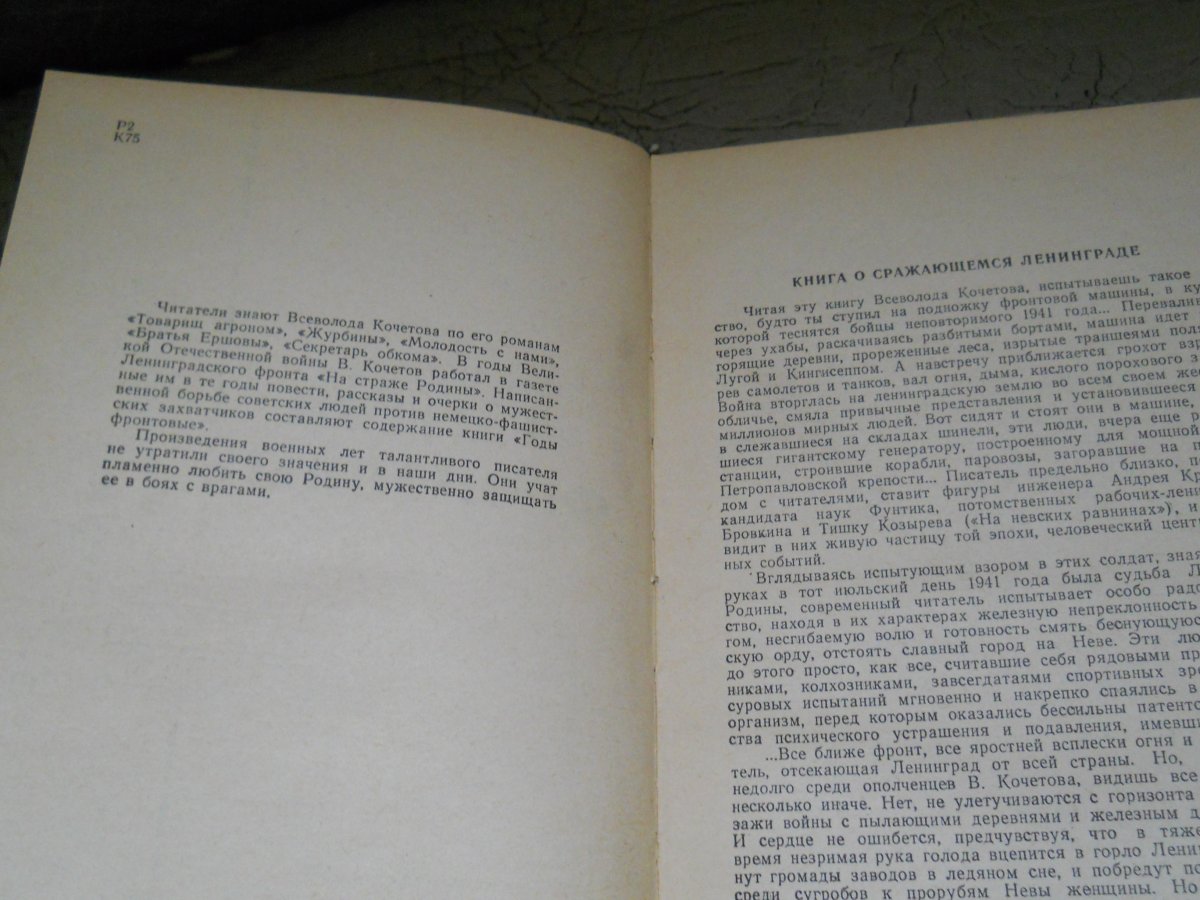 Р2
К75
Читатели знают Всеволода Кочетова по его романам
«Товарищ агроном», «Журбины», «Молодость с нами»,
«Братья Ершовы», «Секретарь обкома». В годы Вели-
кой Отечественной войны В. Кочетов работал в газете
Ленинградского фронта «На страже Родины». Написан-
ные им в те годы повести, рассказы и очерки о мужест-
венной борьбе советских людей против немецко-фашист-
ских захватчиков составляют содержание книги «Годы
фронтовые».
Произведения военных лет талантливого писателя
не утратили своего значения и в наши дни. Они учат
пламенно любить свою Родину, мужественно защищать
ее в боях с врагами.
КНИГА О СРАЖАЮЩЕМСЯ ЛЕНИНГРАДЕ
Читая эту книгу Всеволода Кочетова, испытываешь такое
ство, будто ты ступил на подножку фронтовой машины, в ку
которой теснятся бойцы неповторимого 1941 года... Перевали
через ухабы, раскачиваясь разбитыми бортами, машина идет
горящие деревни, прореженные леса, изрытые траншеями пол
Лугой и Кингисеппом. А навстречу приближается грохот взр
рев самолетов и танков, вал огня, дыма, кислого порохового з
Война вторглась на ленинградскую землю во всем своем же
обличье, смяла привычные представления и установившееся
миллионов мирных людей. Вот сидят и стоят они в машине,
в слежавшиеся на складах шинели, эти люди, вчера еще р
шиеся гигантскому генератору, построенному для мощной
станции, строившие корабли, паровозы, загоравшие на п
Петропавловской крепости... Писатель предельно близко, п
дом с читателями, ставит фигуры инженера Андрея Кр
кандидата наук Фунтика, потомственных рабочих-лен
Бровкина и Тишку Козырева («На невских равнинах»), и
видит в них живую частицу той эпохи, человеческий цент
ных событий.
Вглядываясь испытующим взором в этих солдат, зная
руках в тот июльский день 1941 года была судьба Л
Родины, современный читатель испытывает особо радо
ство, находя в их характерах железную непреклонность
гом, несгибаемую волю и готовность смять беснующуюс
скую орду, отстоять славный город на Неве. Эти лю
до этого просто, как все, считавшие себя рядовыми пр
никами, колхозниками, завсегдатаями спортивных зре
суровых испытаний мгновенно и накрепко спаялись в
организм, перед которым оказались бессильны патенто
ства психического устрашения и подавления, имевши
...Все ближе фронт, все яростней всплески огня и
тель, отсекающая Ленинград от всей страны. Но,
недолго среди ополченцев В. Кочетова, видишь все
несколько иначе. Нет, не улетучиваются с горизонта
зажи войны с пылающими деревнями и железным д
И сердце не ошибется, предчувствуя, что в тяже
время незримая рука голода вцепится в горло Лени
нут громады заводов в ледяном сне, и побредут по
среди сугробов к прорубям Невы женщины. Но